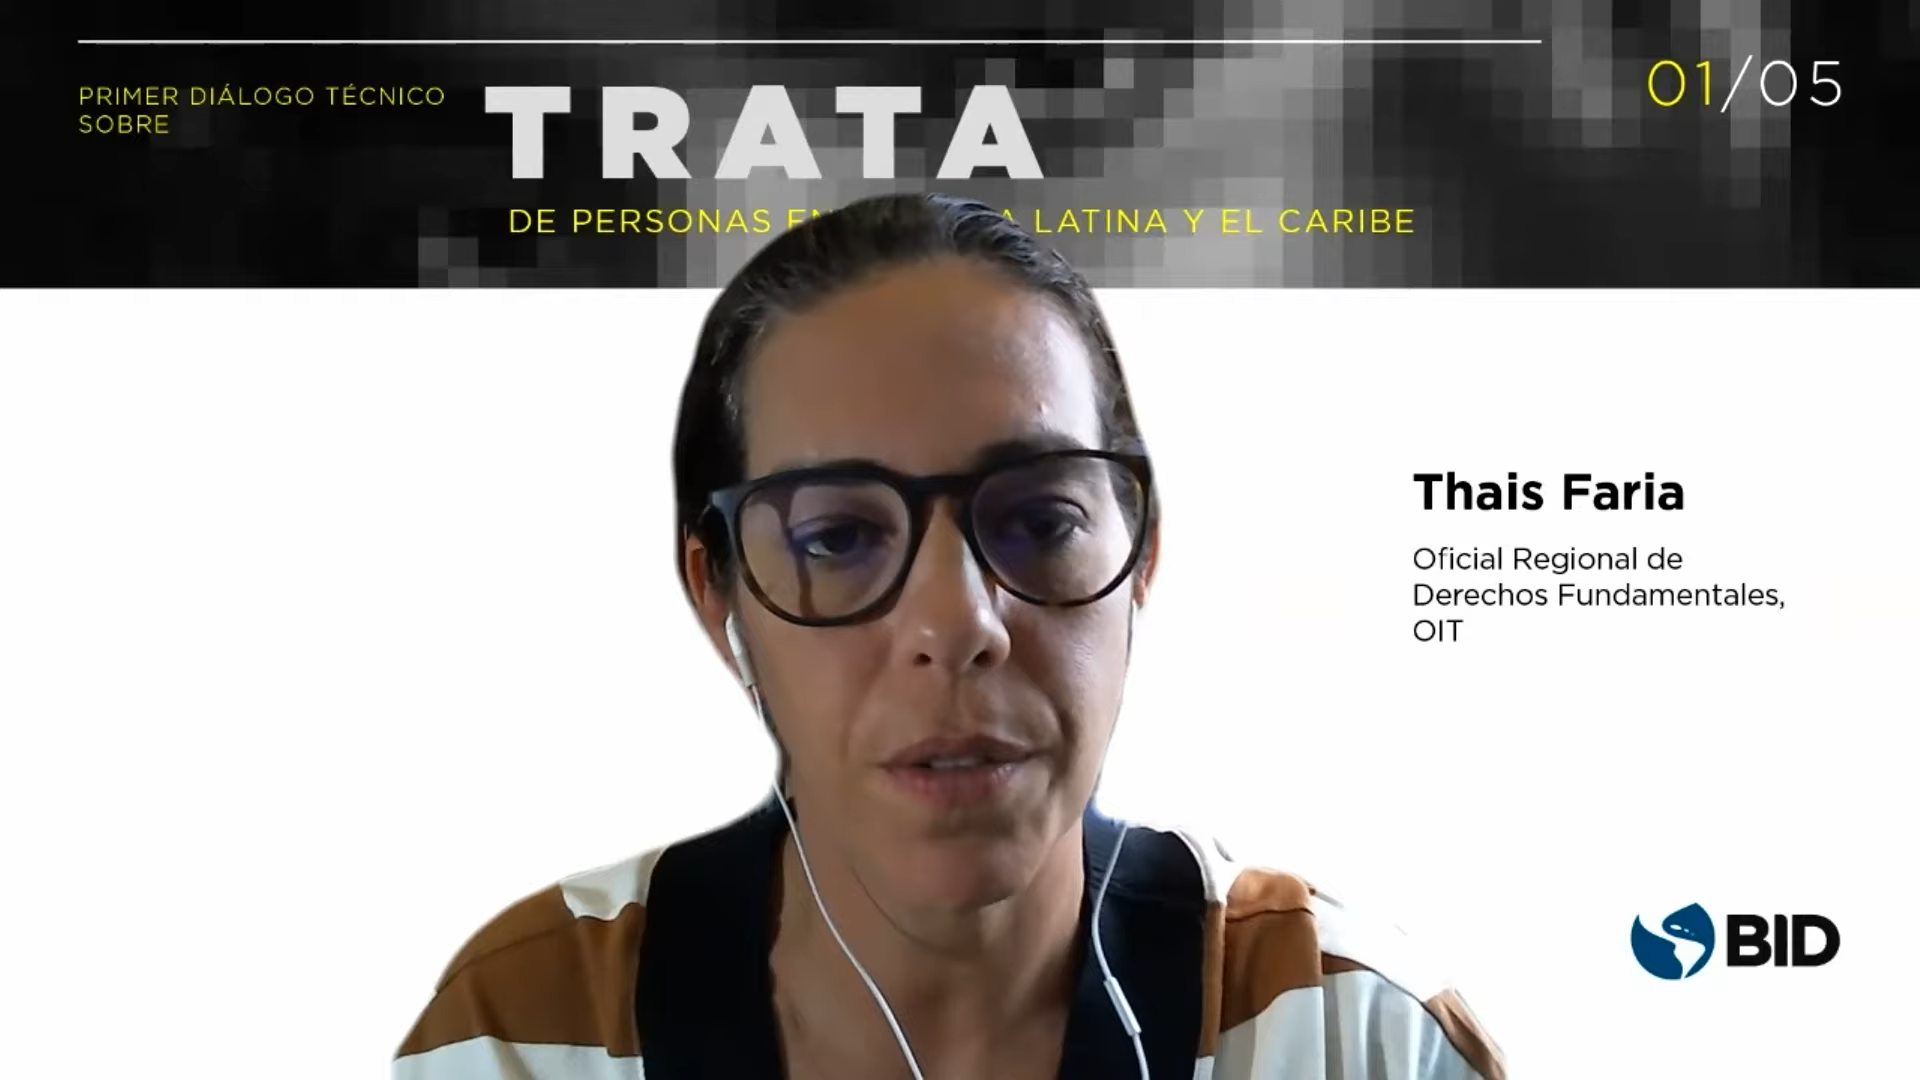 PRIMER DIÁLOGO TÉCNICO
SOBRE
TRATA
01/05
DE PERSONAS EN LATINA Y EL CARIBE
Thais Faria
Oficial Regional de
Derechos Fundamentales,
OIT
BID